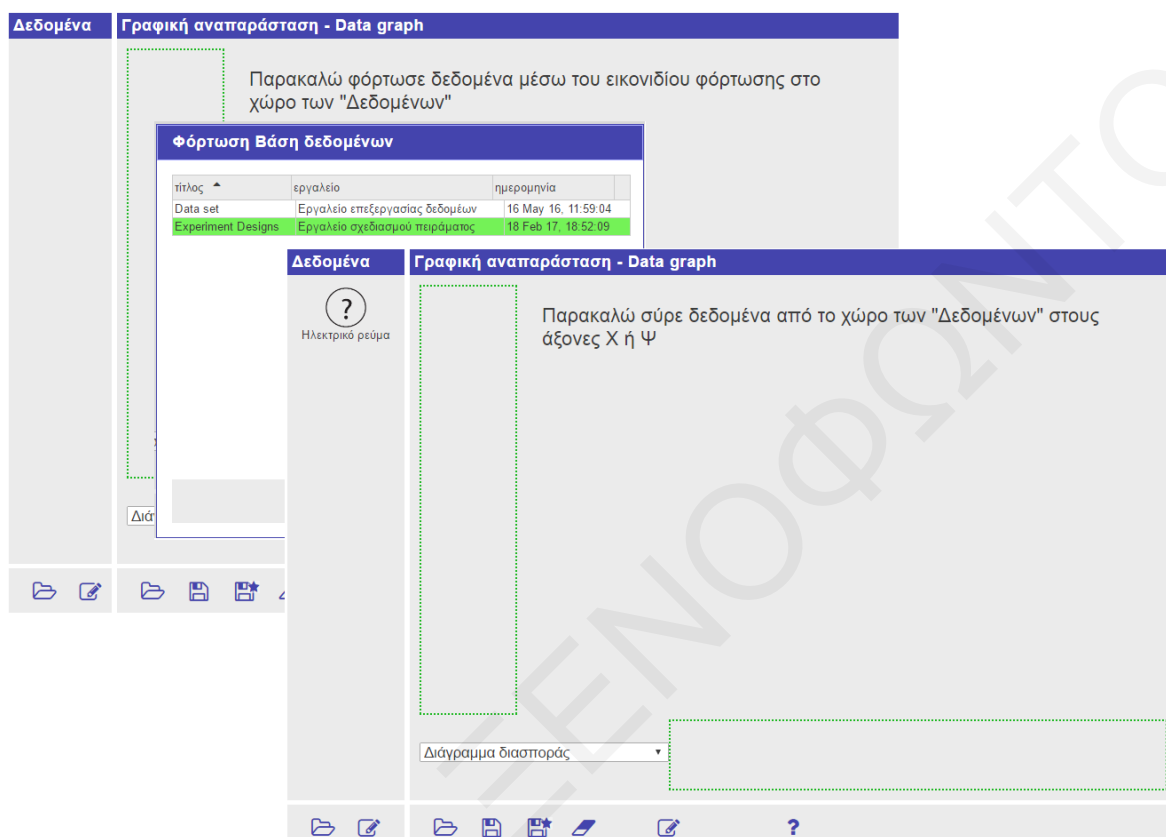 Δεδομένα
Γραφική αναπαράσταση - Data graph
Παρακαλώ φόρτωσε δεδομένα μέσω του εικονιδίου φόρτωσης στο
χώρο των "Δεδομένων"
Φόρτωση Βάση δεδομένων
τίτλος εργαλείο ημερομηνία
Data set Εργαλείο επεξεργασίας δεδομέων 16 May 16, 11:59:04
Experiment Designs Εργαλείο σχεδιασμού πειράματος 18 Feb 17, 18:52:09
Διάγ
Δεδομένα
Γραφική αναπαράσταση - Data graph
?
Ηλεκτρικό ρεύμα
Παρακαλώ σύρε δεδομένα από το χώρο των "Δεδομένων" στους
άξονες Χ ή Ψ
Διάγραμμα διασποράς
?
ΞΕΝΟΦΩΝΤΟ